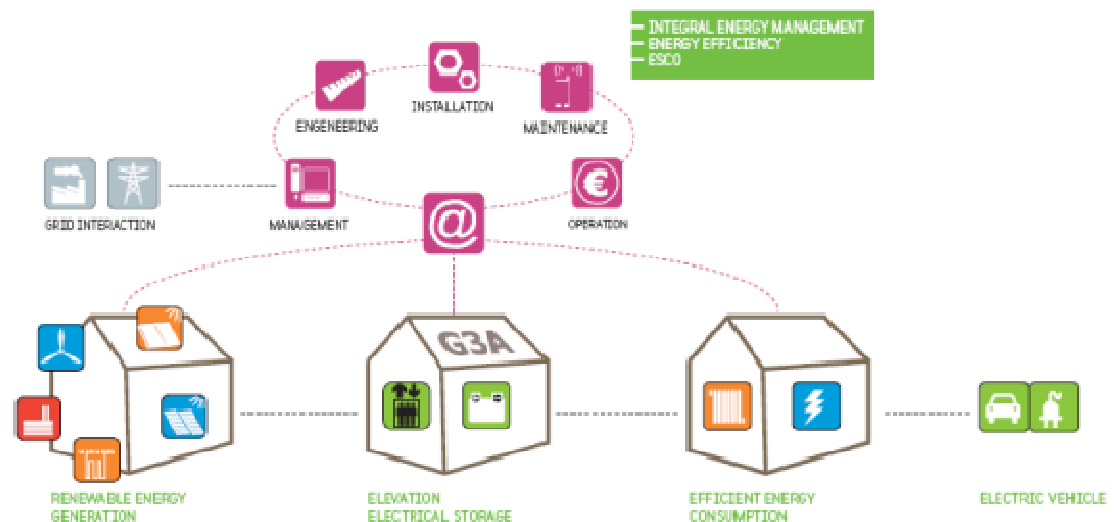 INTEGRAL ENERGY MANAGEMENT
ENERGY EFFICIENCY
ESCO
INSTALLATION
ENGENEERING
MAINTENANCE
GRID INTERACTION
MANAGEMENT
@
€
OPERATION
G3A
RENEWABLE ENERGY
GENERATION
ELEVATION
ELECTRICAL STORAGE
EFFICIENT ENERGY
CONSUMPTION
ELECTRIC VEHICLE